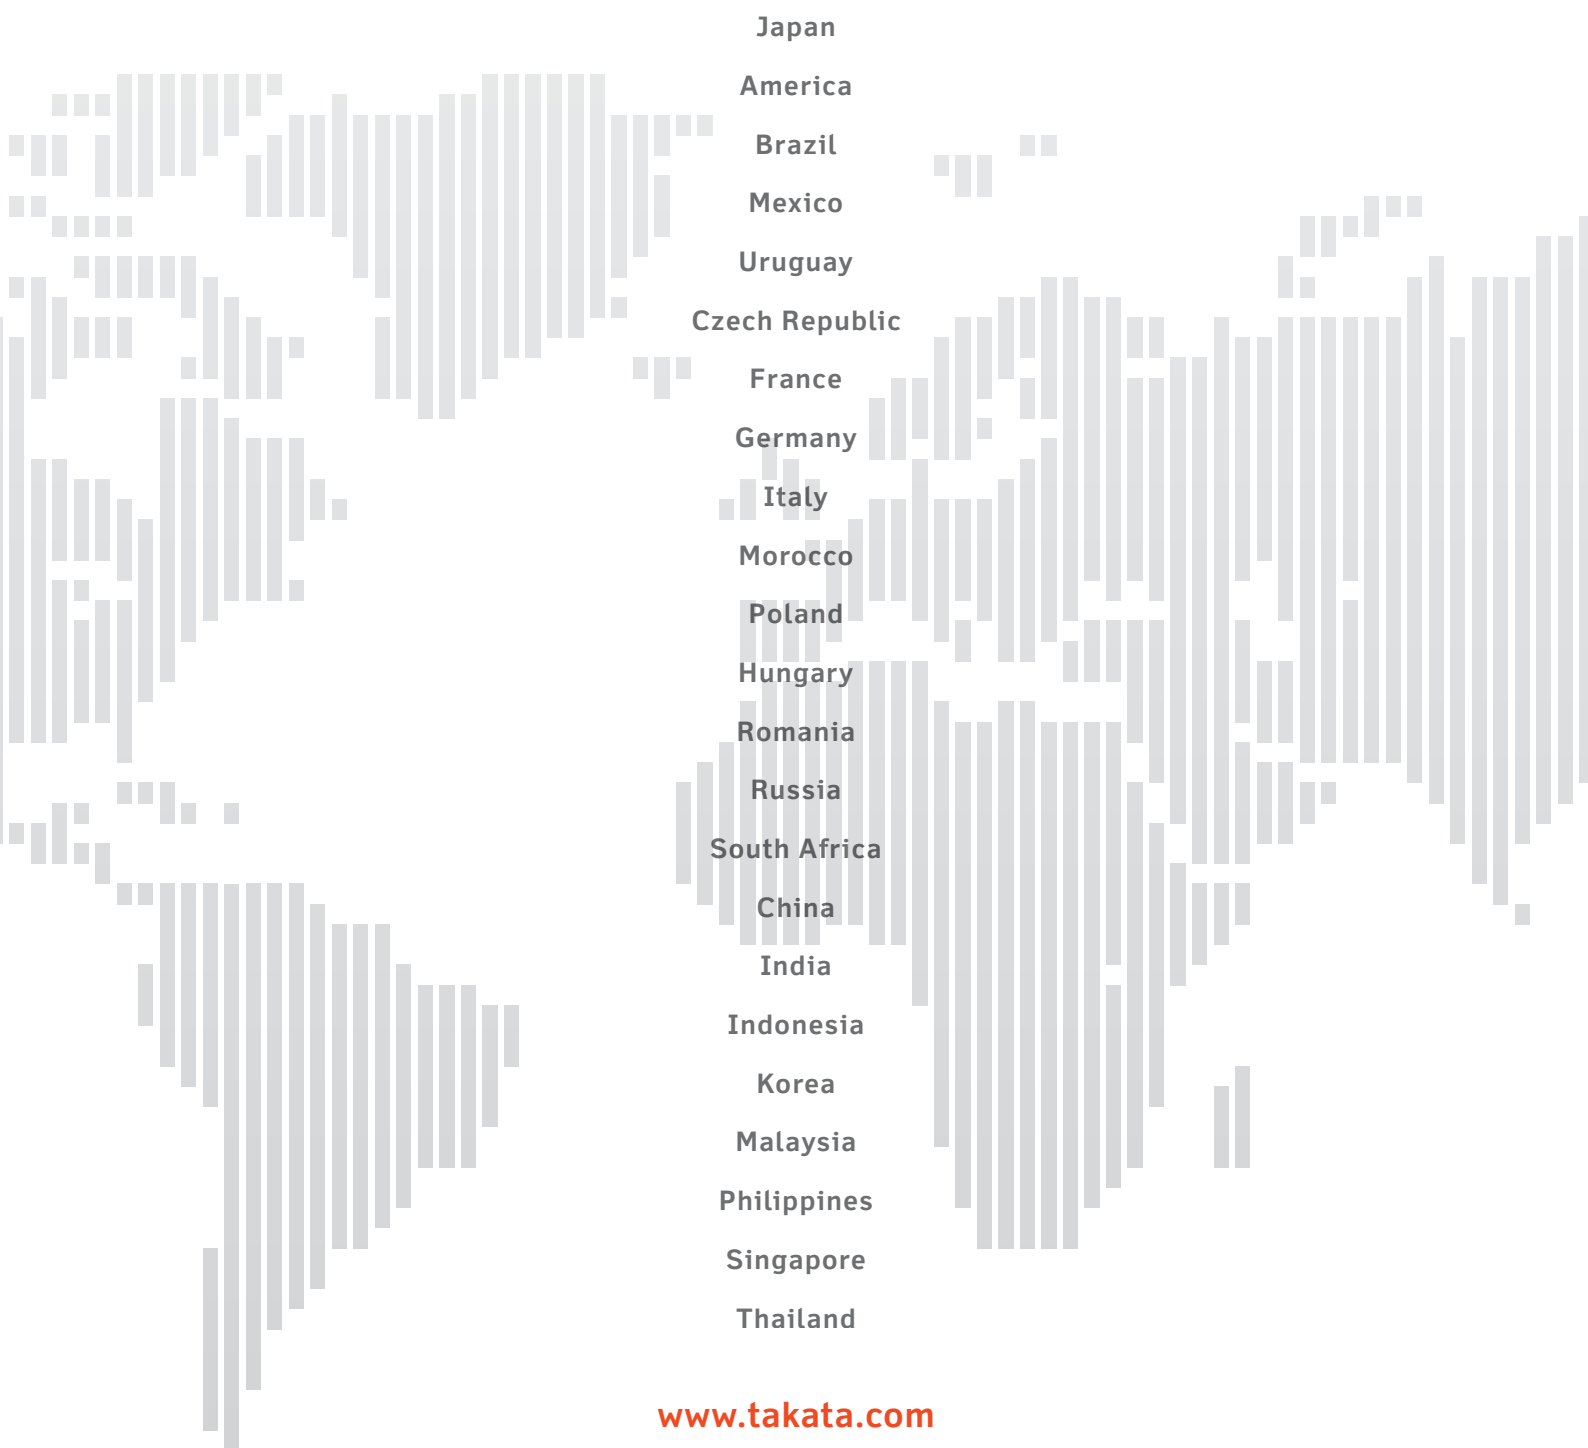 Japan
America
Brazil
Mexico
Uruguay
Czech Republic
France
Germany
Italy
Morocco
Poland
Hungary
Romania
Russia
South Africa
China
India
Indonesia
Korea
Malaysia
Philippines
Singapore
Thailand
www.takata.com